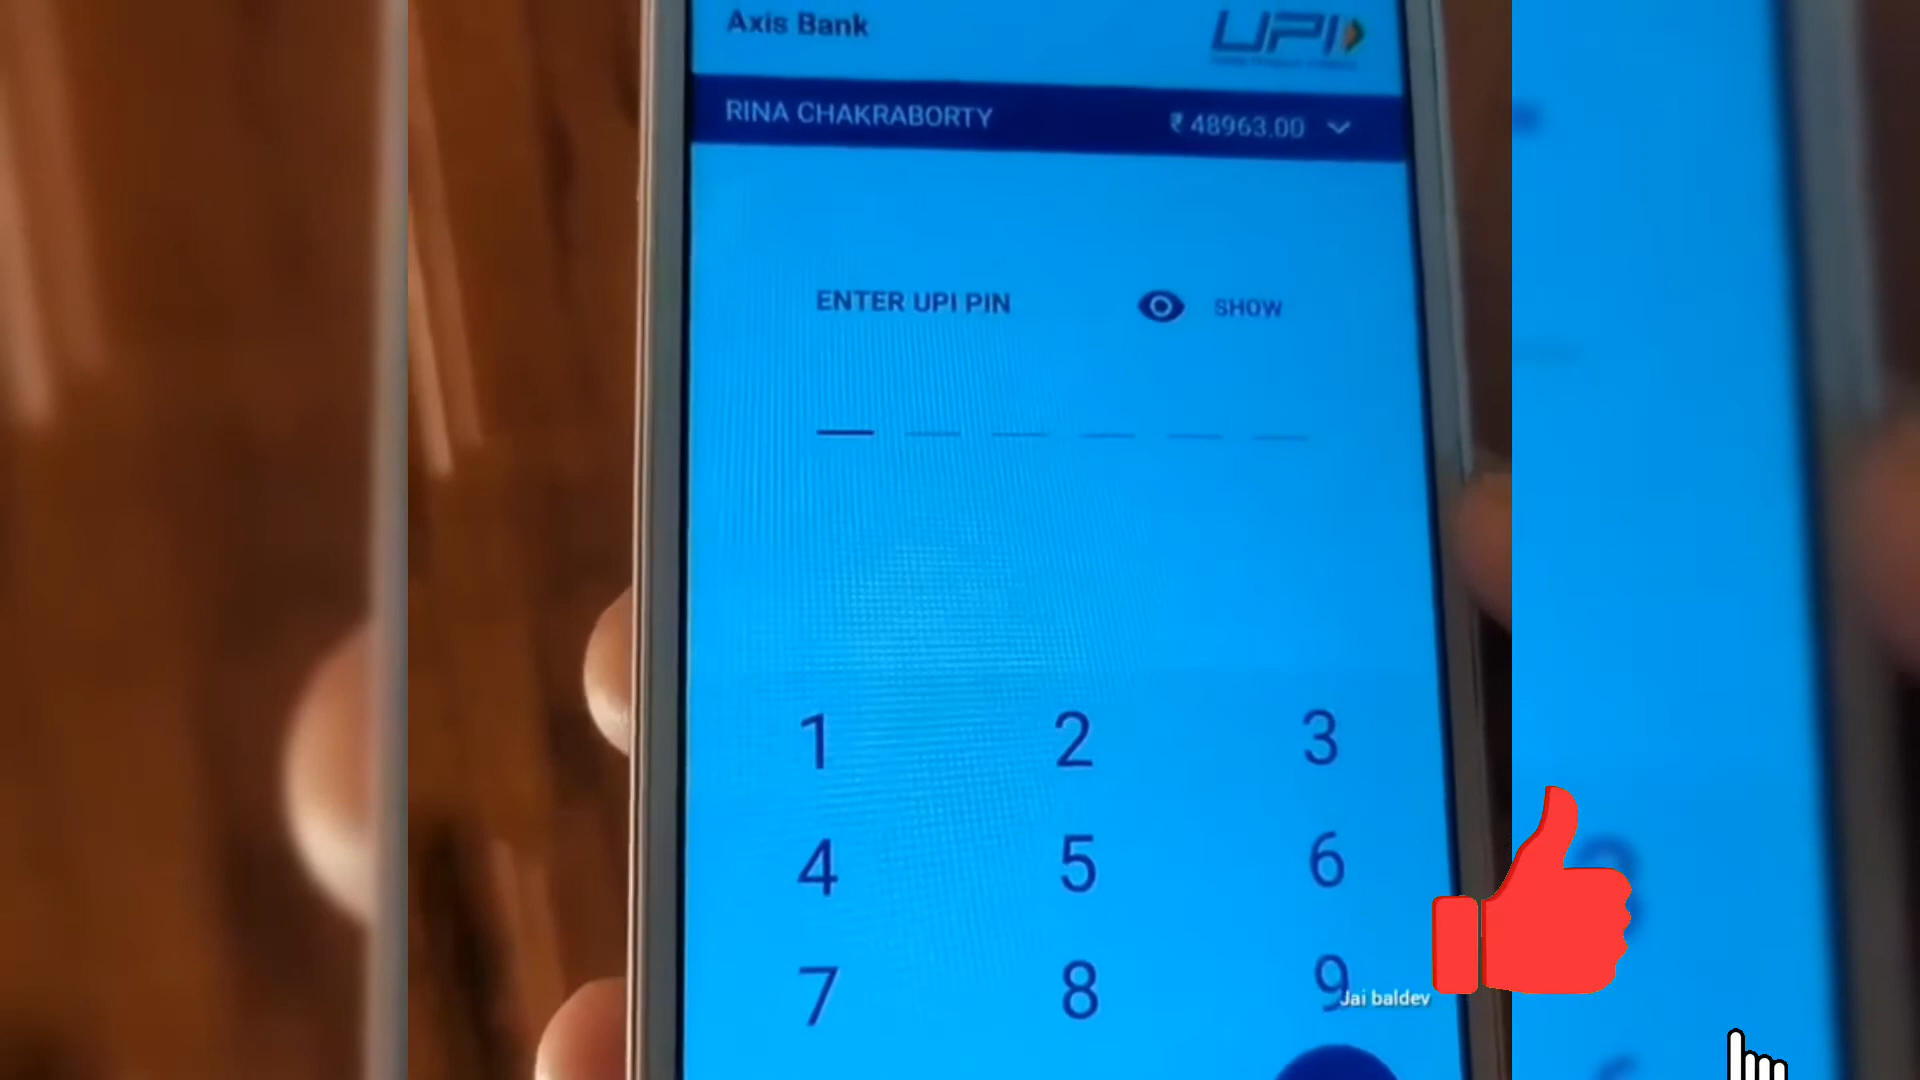 Axis Bank
UPI
RINA CHAKRABORTY
₹ 48963.00
ENTER UPI PIN
SHOW
1 2 3
4 5 6
7 8 9
Jai baldev